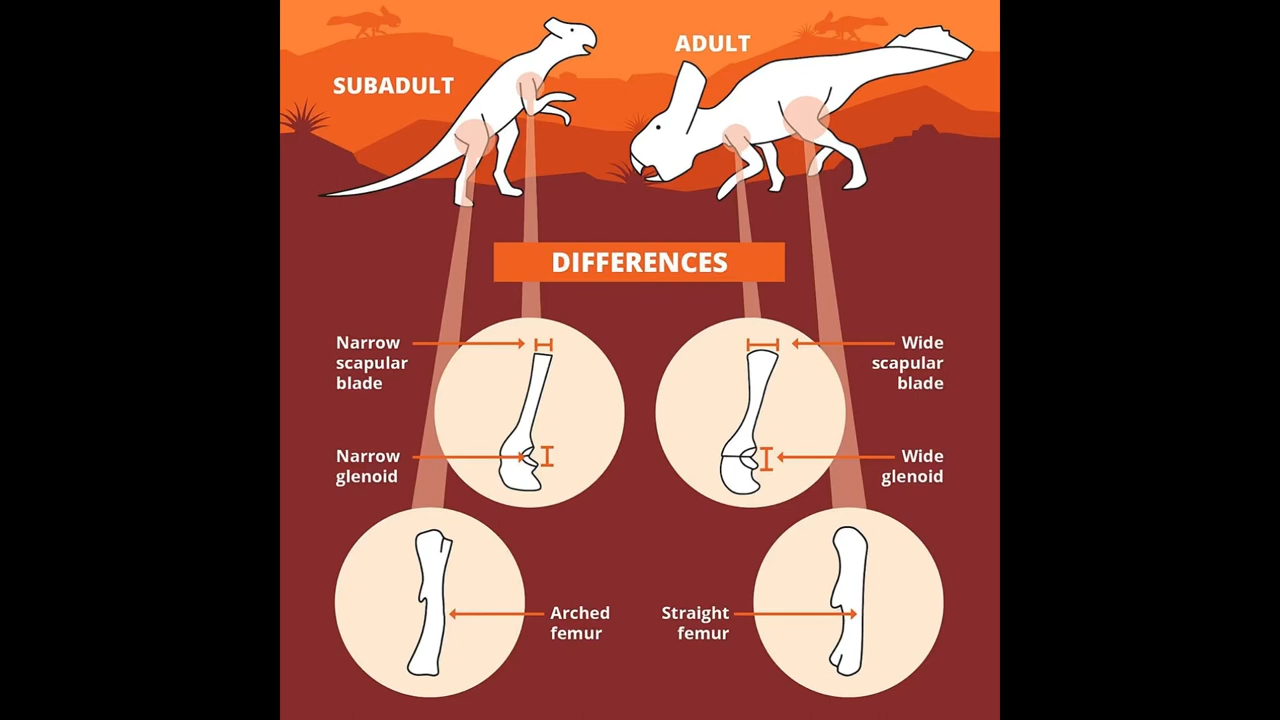 ADULT
SUBADULT
DIFFERENCES
Narrow
scapular
blade
Wide
scapular
blade
Narrow
glenoid
Wide
glenoid
Arched
femur
Straight
femur